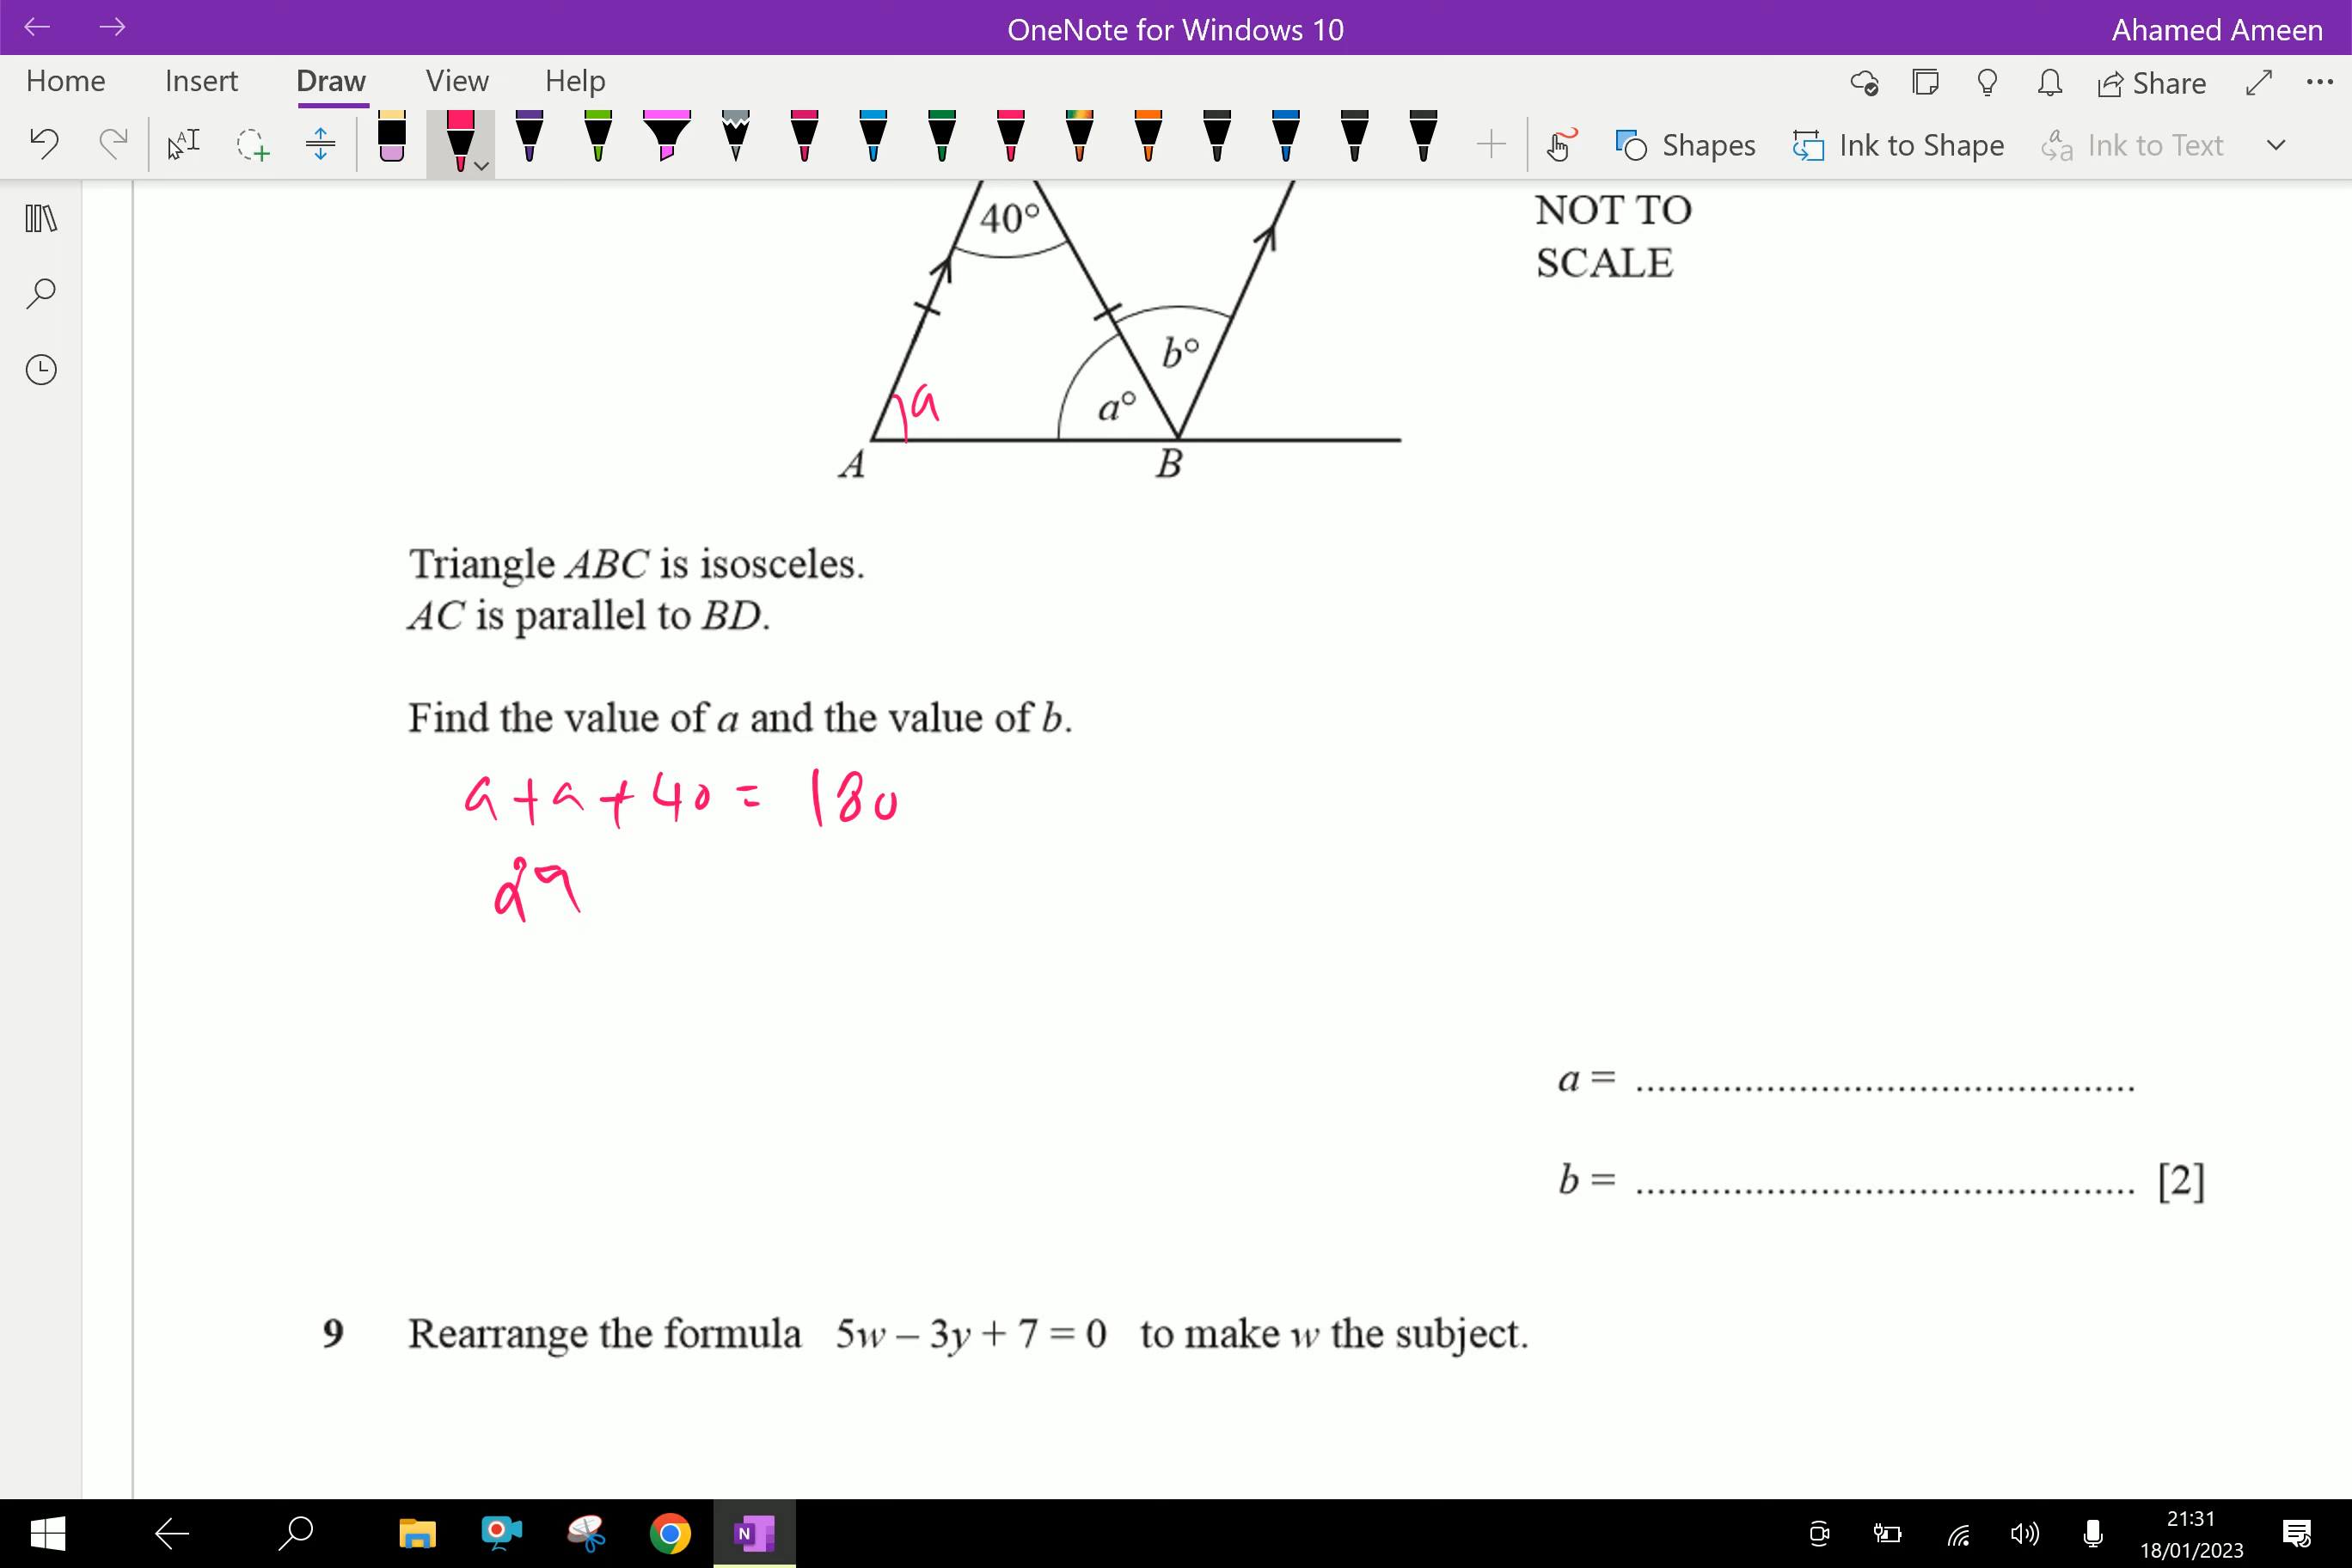 OneNote for Windows 10
Ahamed Ameen
Home Insert Draw View Help
Share
Shapes Ink to Shape Ink to Text
40°
NOT TO
SCALE
b°
a
a°
A
B
Triangle ABC is isosceles.
AC is parallel to BD.
Find the value of a and the value of b.
a + a + 40 = 180
a =
b = [2]
9 Rearrange the formula 5w – 3y + 7 = 0 to make w the subject.
21:31
18/01/2023